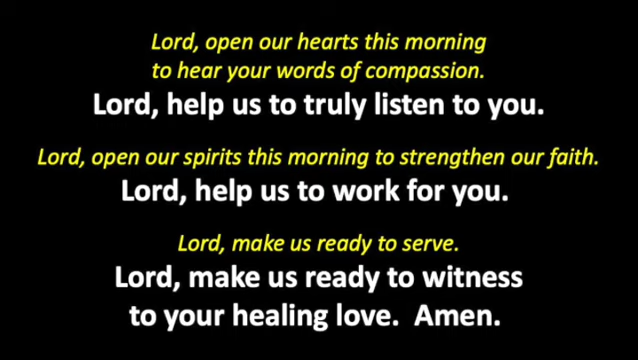 Lord, open our hearts this morning
to hear your words of compassion.
Lord, help us to truly listen to you.
Lord, open our spirits this morning to strengthen our faith.
Lord, help us to work for you.
Lord, make us ready to serve.
Lord, make us ready to witness
to your healing love.  Amen.